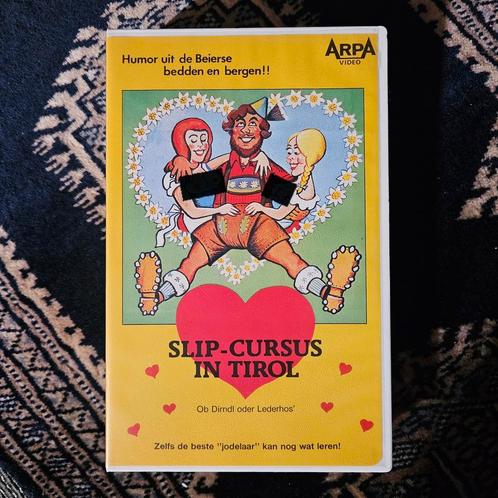 Humor uit de Beierse
bedden en bergen!!
ARPA
VIDEO
SLIP-CURSUS
IN TIROL
Ob Dirndl oder Lederhos'
Zelfs de beste "jodelaar" kan nog wat leren!